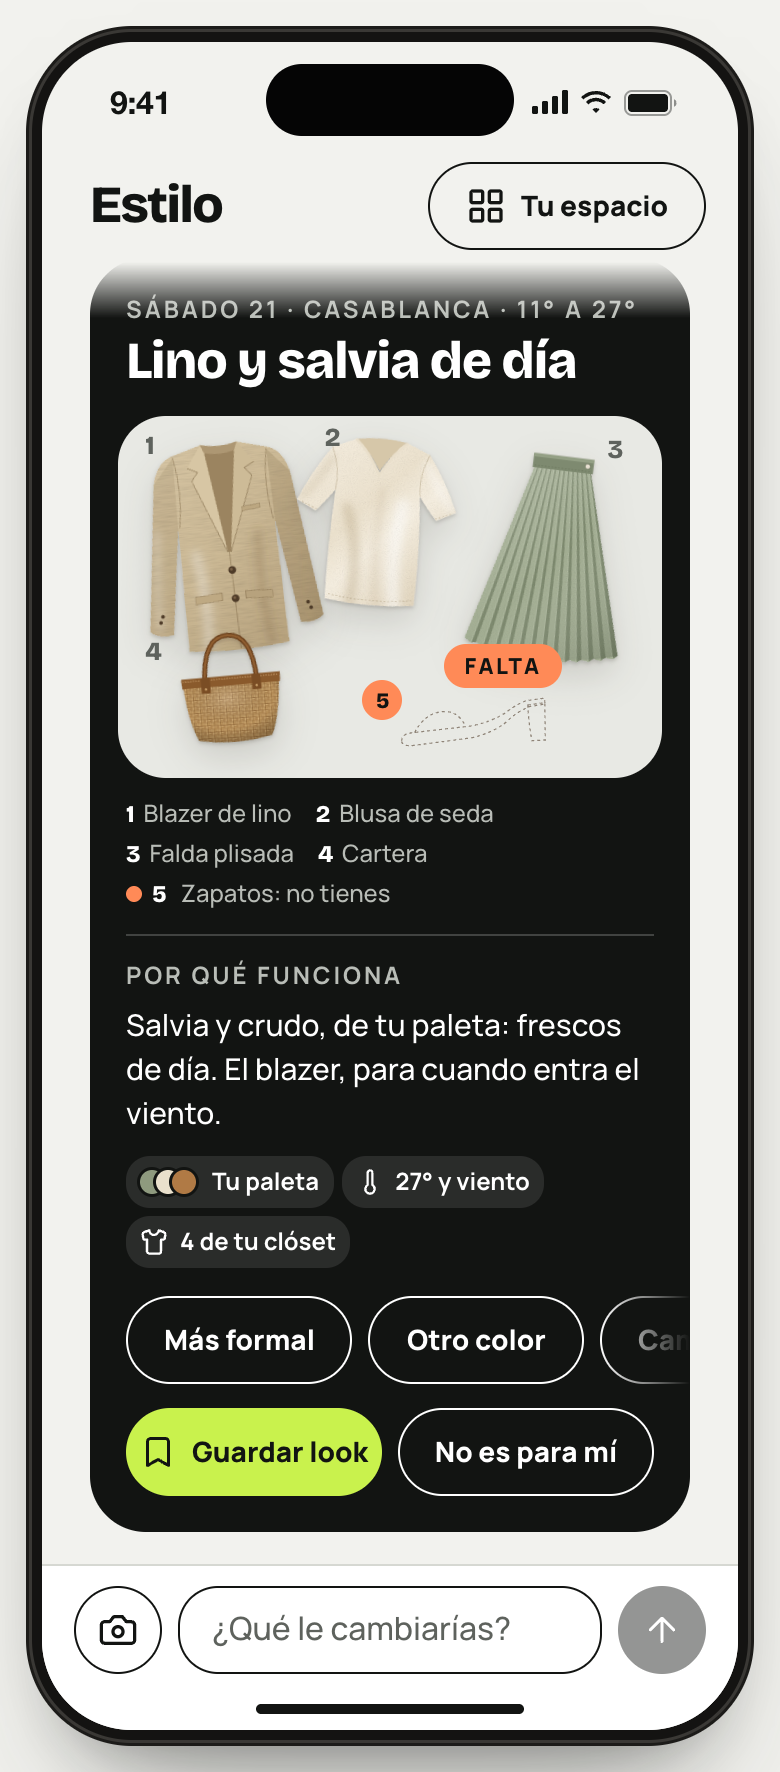 9:41
Estilo
Tu espacio
SÁBADO 21 · CASABLANCA · 11° A 27°
Lino y salvia de día
1
2
3
4
FALTA
5
1 Blazer de lino 2 Blusa de seda
3 Falda plisada 4 Cartera
5 Zapatos: no tienes
POR QUÉ FUNCIONA
Salvia y crudo, de tu paleta: frescos
de día. El blazer, para cuando entra el
viento.
Tu paleta
27° y viento
4 de tu clóset
Más formal
Otro color
Guardar look
No es para mí
¿Qué le cambiarías?